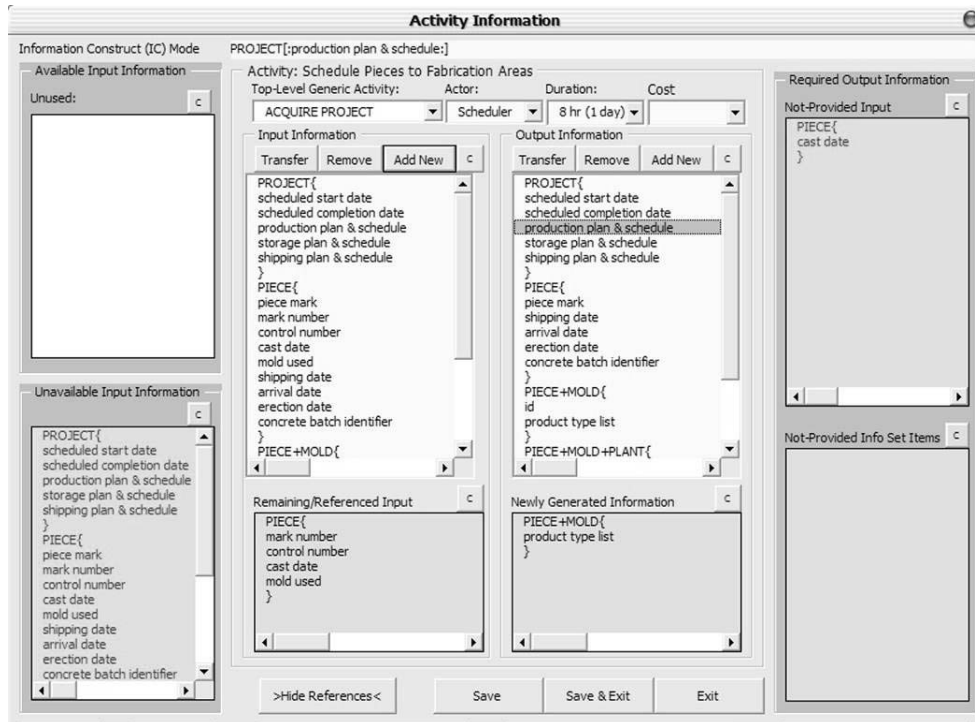 Activity Information
Information Construct (IC) Mode
PROJECT[:production plan & schedule:]
Available Input Information
Unused:
c
Unavailable Input Information
c
PROJECT{
scheduled start date
scheduled completion date
production plan & schedule
storage plan & schedule
shipping plan & schedule
}
PIECE{
piece mark
mark number
control number
cast date
mold used
shipping date
arrival date
erection date
concrete batch identifier
Activity: Schedule Pieces to Fabrication Areas
Top-Level Generic Activity: Actor: Duration: Cost
ACQUIRE PROJECT Scheduler 8 hr (1 day)
Input Information
Transfer Remove Add New c
PROJECT{
scheduled start date
scheduled completion date
production plan & schedule
storage plan & schedule
shipping plan & schedule
}
PIECE{
piece mark
mark number
control number
cast date
mold used
shipping date
arrival date
erection date
concrete batch identifier
}
PIECE+MOLD{
Remaining/Referenced Input
c
PIECE{
mark number
control number
cast date
mold used
}
Output Information
Transfer Remove Add New c
PROJECT{
scheduled start date
scheduled completion date
production plan & schedule
storage plan & schedule
shipping plan & schedule
}
PIECE{
piece mark
shipping date
arrival date
erection date
concrete batch identifier
}
PIECE+MOLD{
id
product type list
}
PIECE+MOLD+PLANT{
Newly Generated Information
c
PIECE+MOLD{
product type list
}
Required Output Information
Not-Provided Input
c
PIECE{
cast date
}
Not-Provided Info Set Items
c
>Hide References< Save Save & Exit Exit